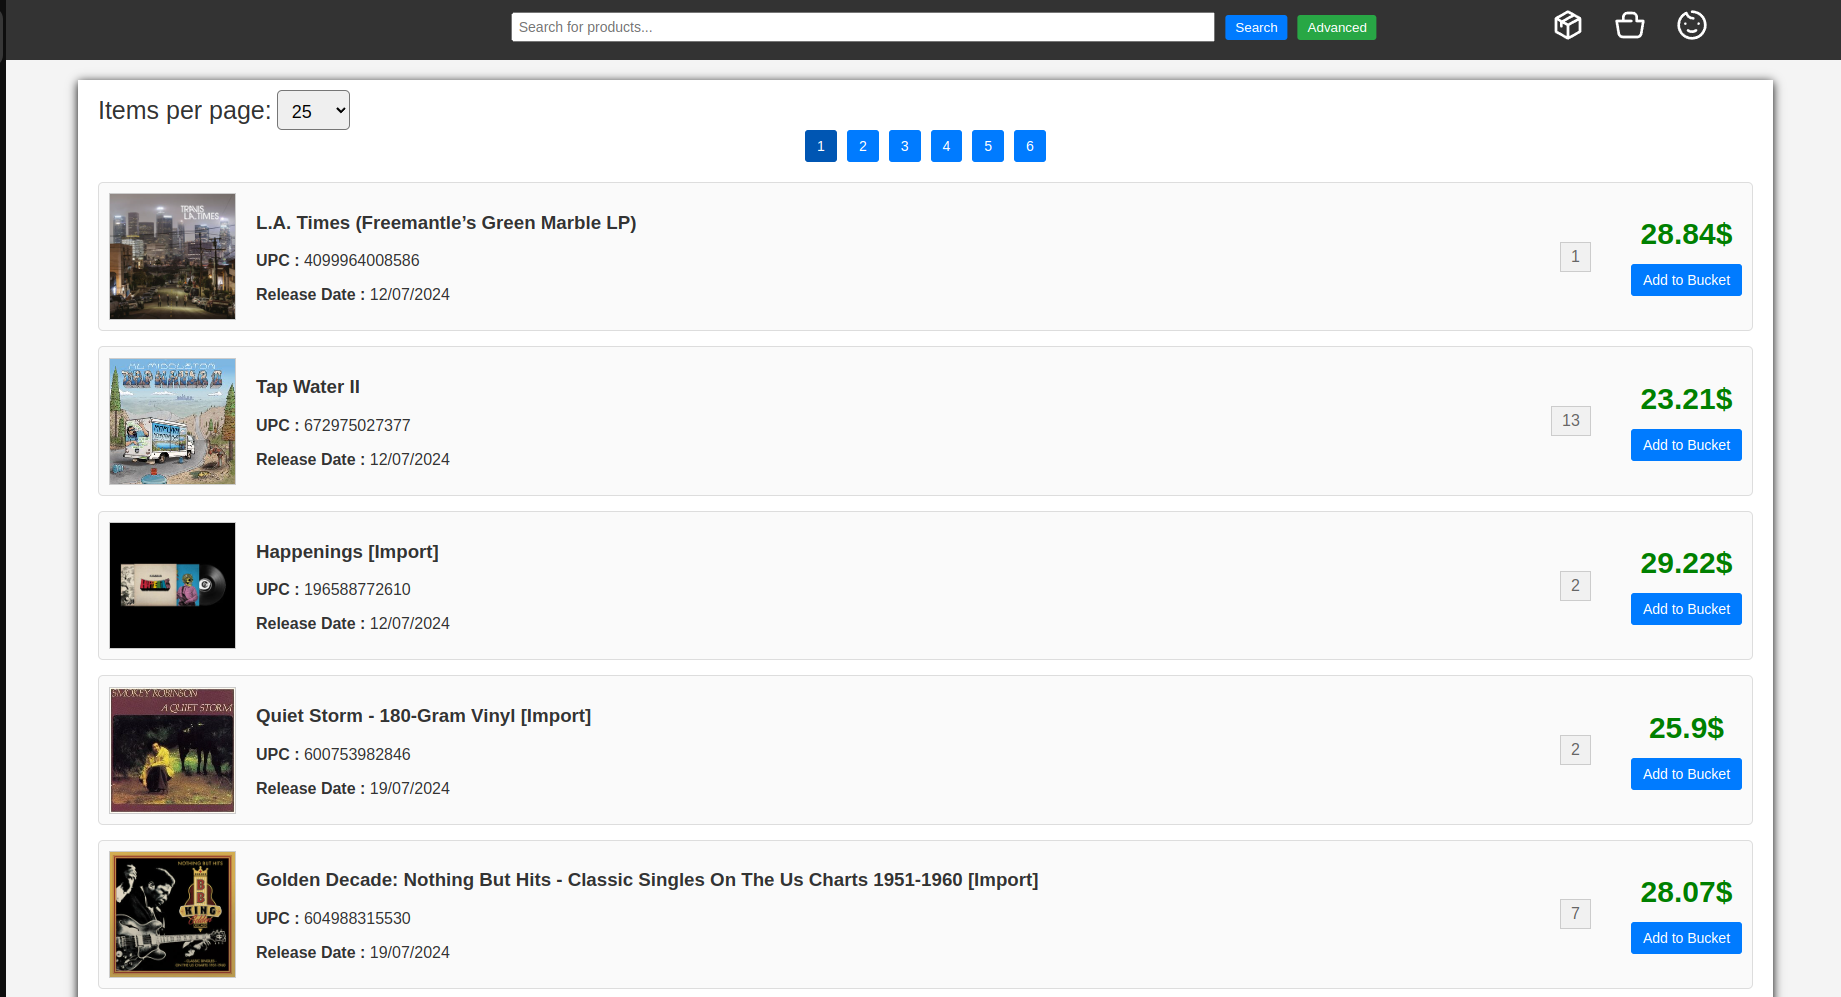 Search for products...
Search
Advanced
Items per page: 25
1 2 3 4 5 6
TRAVIS
L.A. TIMES
L.A. Times (Freemantle’s Green Marble LP)
UPC : 4099964008586
Release Date : 12/07/2024
1
28.84$
Add to Bucket
Tap Water II
UPC : 672975027377
Release Date : 12/07/2024
13
23.21$
Add to Bucket
Happenings [Import]
UPC : 196588772610
Release Date : 12/07/2024
2
29.22$
Add to Bucket
SMOKEY ROBINSON
A QUIET STORM
Quiet Storm - 180-Gram Vinyl [Import]
UPC : 600753982846
Release Date : 19/07/2024
2
25.9$
Add to Bucket
NOTHING BUT HITS
B
B
KING
Golden Decade: Nothing But Hits - Classic Singles On The Us Charts 1951-1960 [Import]
UPC : 604988315530
Release Date : 19/07/2024
7
28.07$
Add to Bucket